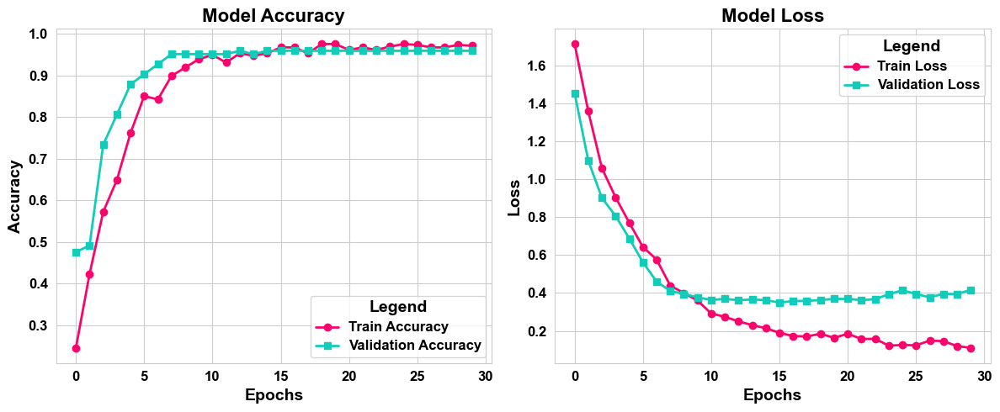 Model Accuracy
1.0
0.9
0.8
0.7
0.6
0.5
0.4
0.3
Accuracy
Legend
Train Accuracy
Validation Accuracy
0 5 10 15 20 25 30
Epochs
Model Loss
1.6
1.4
1.2
1.0
0.8
0.6
0.4
0.2
Loss
Legend
Train Loss
Validation Loss
0 5 10 15 20 25 30
Epochs